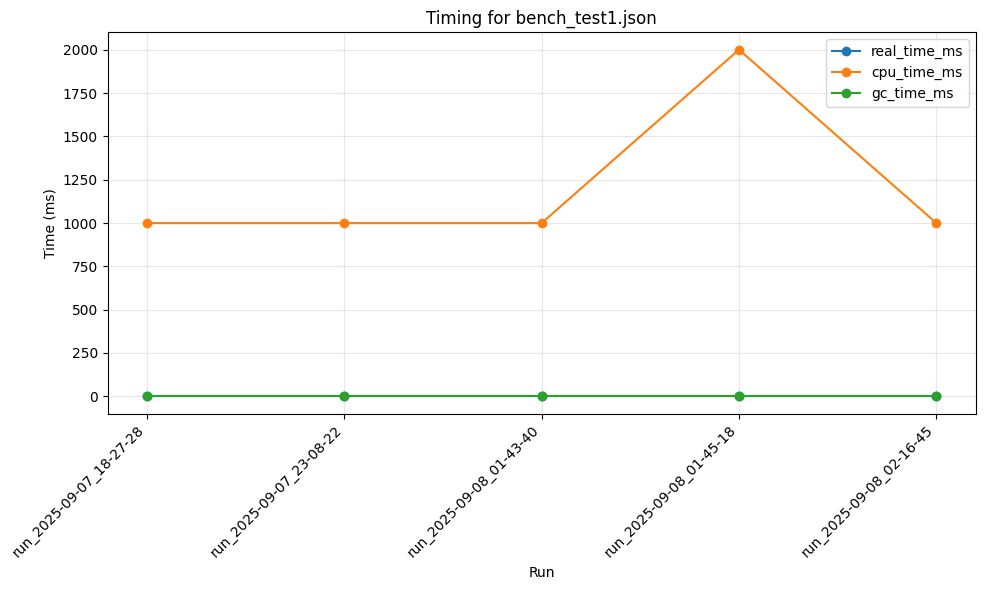 Timing for bench_test1.json
real_time_ms
cpu_time_ms
gc_time_ms
Time (ms)
2000
1750
1500
1250
1000
750
500
250
0
run_2025-09-07_18-27-28
run_2025-09-07_23-08-22
run_2025-09-08_01-43-40
run_2025-09-08_01-45-18
run_2025-09-08_02-16-45
Run